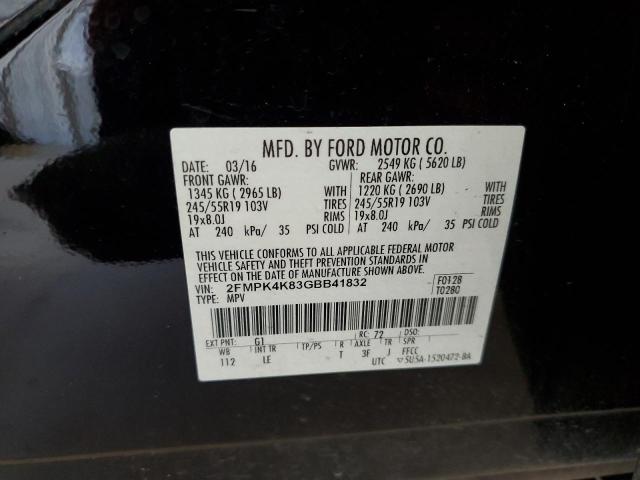 MFD. BY FORD MOTOR CO.
DATE: 03/16 GVWR: 2549 KG ( 5620 LB)
FRONT GAWR: REAR GAWR:
1345 KG ( 2965 LB) WITH 1220 KG ( 2690 LB) WITH
245/55R19 103V TIRES 245/55R19 103V TIRES
19x8.0J RIMS 19x8.0J RIMS
AT 240 kPa/ 35 PSI COLD AT 240 kPa/ 35 PSI COLD
THIS VEHICLE CONFORMS TO ALL APPLICABLE FEDERAL MOTOR
VEHICLE SAFETY AND THEFT PREVENTION STANDARDS IN
EFFECT ON THE DATE OF MANUFACTURE SHOWN ABOVE.
VIN: 2FMPK4K83GBB41832 F0128
TYPE: MPV T0280
EXT PNT: G1 RC: 72 DSO:
WB INT TR TP/PS R AXLE TR SPR
112 LE T 3F J FFCC
UTC